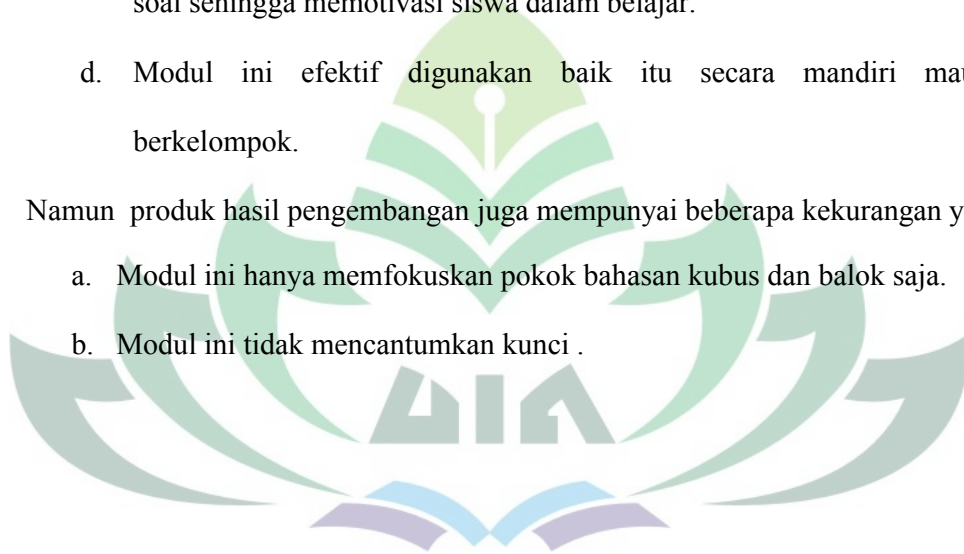 soal sehingga memotivasi siswa dalam belajar.
d. Modul ini efektif digunakan baik itu secara mandiri
berkelompok.
Namun produk hasil pengembangan juga mempunyai beberapa kekurangan
a. Modul ini hanya memfokuskan pokok bahasan kubus dan balok saja.
b. Modul ini tidak mencantumkan kunci .
UIN